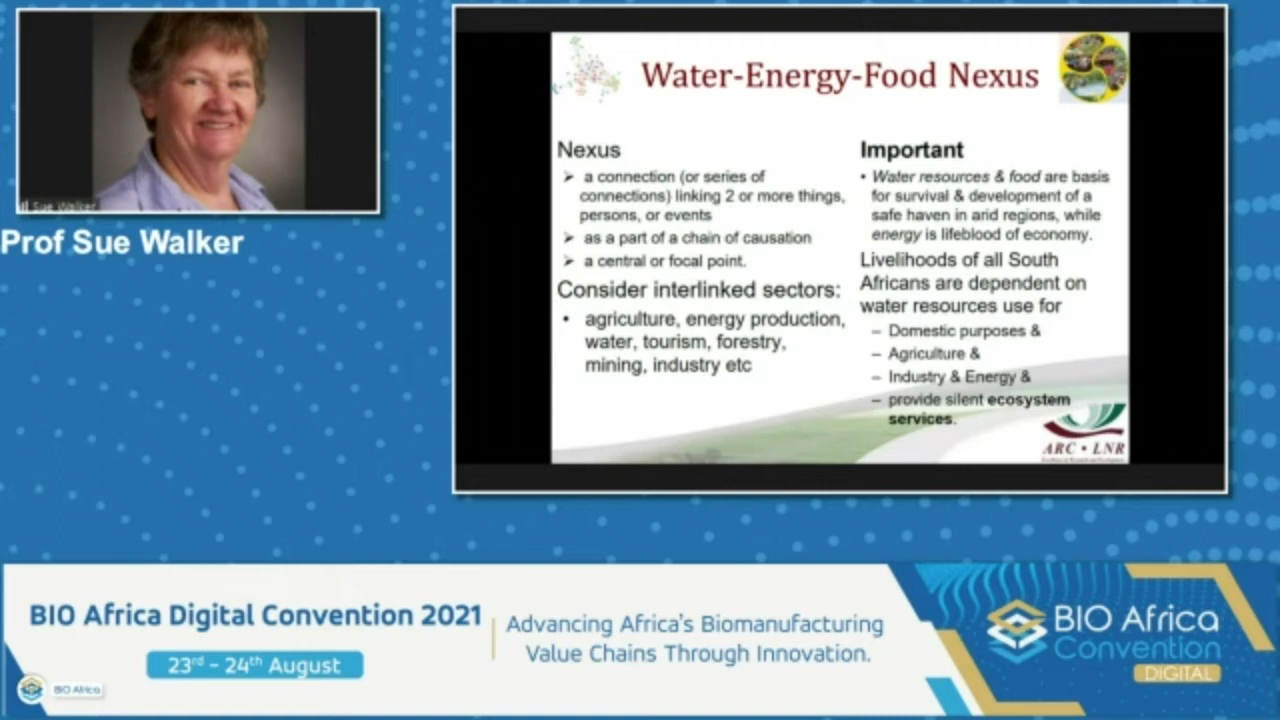 Sue Walker
Prof Sue Walker
Water-Energy-Food Nexus
Nexus
➢ a connection (or series of
connections) linking 2 or more things,
persons, or events
➢ as a part of a chain of causation
➢ a central or focal point.
Consider interlinked sectors:
• agriculture, energy production,
water, tourism, forestry,
mining, industry etc
Important
• Water resources & food are basis
for survival & development of a
safe haven in arid regions, while
energy is lifeblood of economy.
Livelihoods of all South
Africans are dependent on
water resources use for
– Domestic purposes &
– Agriculture &
– Industry & Energy &
– provide silent ecosystem
services.
ARC • LNR
BIO Africa Digital Convention 2021
23rd – 24th August
Advancing Africa's Biomanufacturing
Value Chains Through Innovation.
BIO Africa
Convention
DIGITAL
BIO Africa